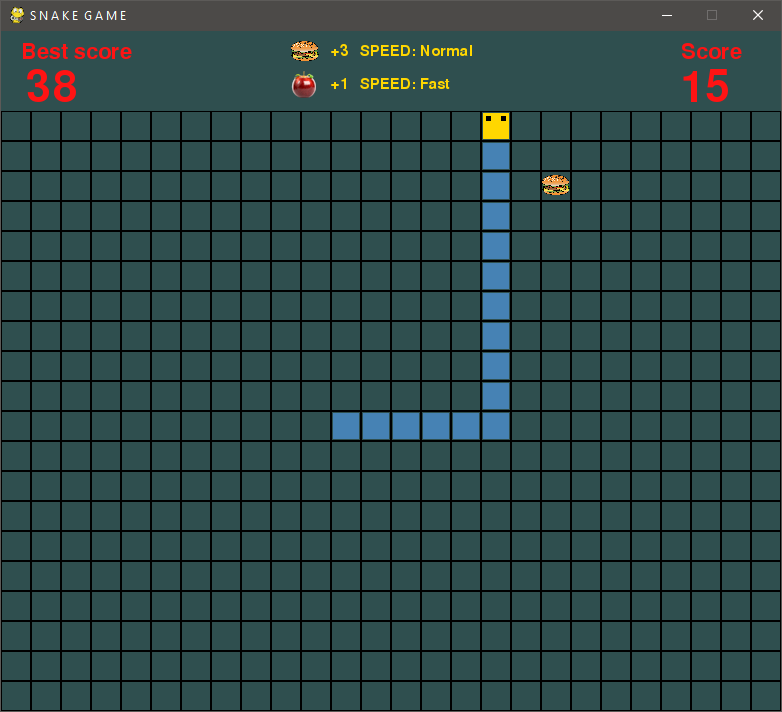 SNAKE GAME
Best score
38
+3 SPEED: Normal
+1 SPEED: Fast
Score
15